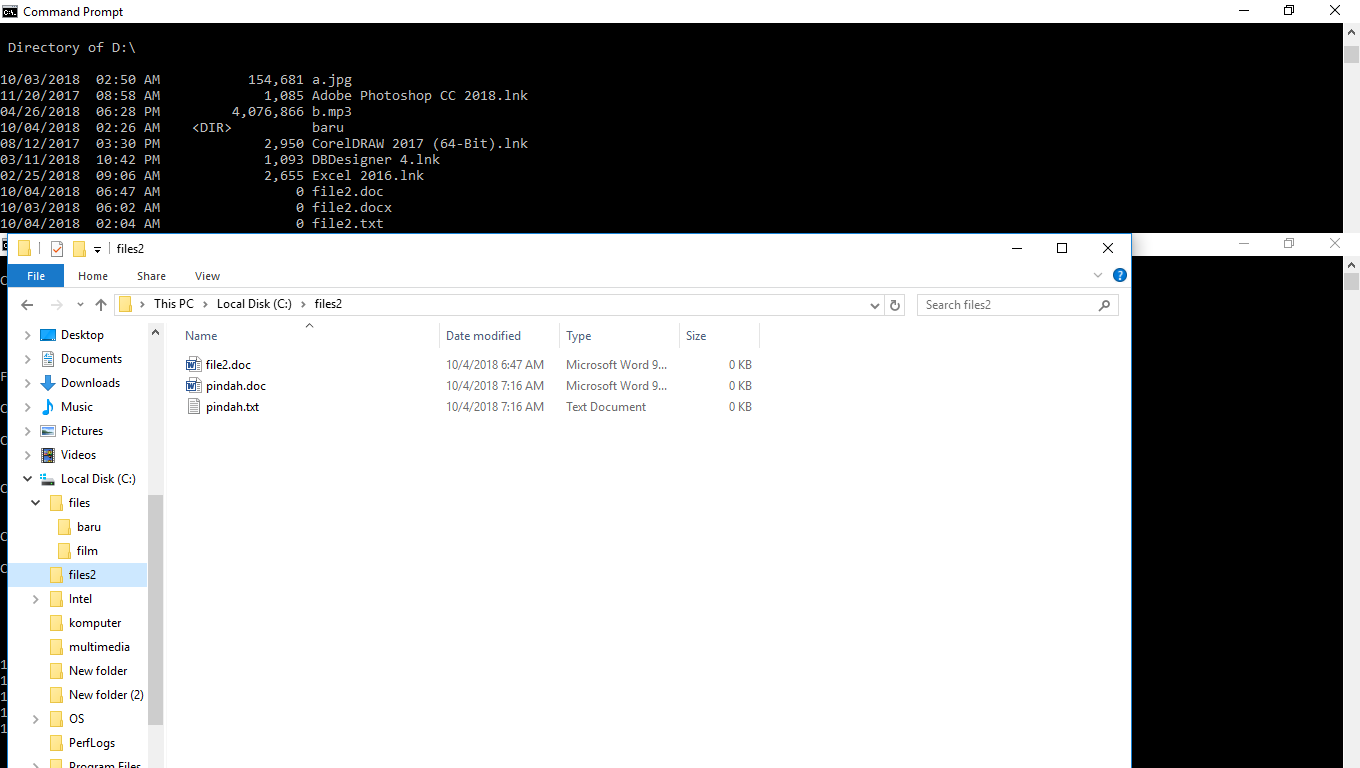 Command Prompt
Directory of D:\
10/03/2018 02:50 AM 154,681 a.jpg
11/20/2017 08:58 AM 1,085 Adobe Photoshop CC 2018.lnk
04/26/2018 06:28 PM 4,076,866 b.mp3
10/04/2018 02:26 AM <DIR> baru
08/12/2017 03:30 PM 2,950 CorelDRAW 2017 (64-Bit).lnk
03/11/2018 10:42 PM 1,093 DBDesigner 4.lnk
02/25/2018 09:06 AM 2,655 Excel 2016.lnk
10/04/2018 06:47 AM 0 file2.doc
10/03/2018 06:02 AM 0 file2.docx
10/04/2018 02:04 AM 0 file2.txt
files2
File Home Share View
This PC > Local Disk (C:) > files2
Search files2
Name Date modified Type Size
file2.doc 10/4/2018 6:47 AM Microsoft Word 9... 0 KB
pindah.doc 10/4/2018 7:16 AM Microsoft Word 9... 0 KB
pindah.txt 10/4/2018 7:16 AM Text Document 0 KB
Desktop
Documents
Downloads
Music
Pictures
Videos
Local Disk (C:)
files
baru
film
files2
Intel
komputer
multimedia
New folder
New folder (2)
OS
PerfLogs
Program Files